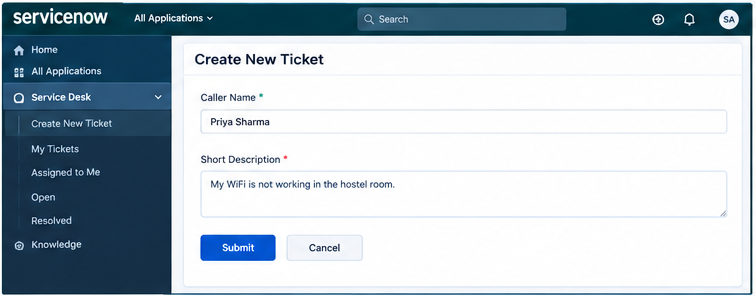 servicenow
All Applications
Search
SA
Home
All Applications
Service Desk
Create New Ticket
My Tickets
Assigned to Me
Open
Resolved
Knowledge
Create New Ticket
Caller Name *
Priya Sharma
Short Description *
My WiFi is not working in the hostel room.
Submit
Cancel